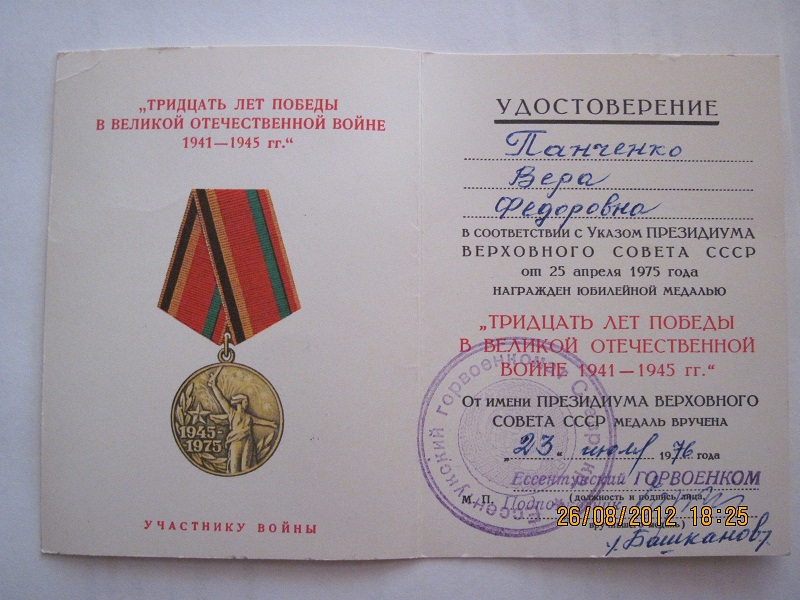 „ТРИДЦАТЬ ЛЕТ ПОБЕДЫ
В ВЕЛИКОЙ ОТЕЧЕСТВЕННОЙ ВОЙНЕ
1941—1945 гг.“
1945-
1975
УЧАСТНИКУ ВОЙНЫ
УДОСТОВЕРЕНИЕ
Панченко
Вера
Федоровна
В СООТВЕТСТВИИ С УКАЗОМ ПРЕЗИДИУМА
ВЕРХОВНОГО СОВЕТА СССР
от 25 апреля 1975 года
НАГРАЖДЕН ЮБИЛЕЙНОЙ МЕДАЛЬЮ
„ТРИДЦАТЬ ЛЕТ ПОБЕДЫ
В ВЕЛИКОЙ ОТЕЧЕСТВЕННОЙ
ВОЙНЕ 1941—1945 гг.“
От имени ПРЕЗИДИУМА ВЕРХОВНОГО
СОВЕТА СССР МЕДАЛЬ ВРУЧЕНА
„23“ июля 1976 года
Ессентукский ГОРВОЕНКОМ
М. П. (должность и подпись лица,
26/08/2012 18:25
/Башканов/